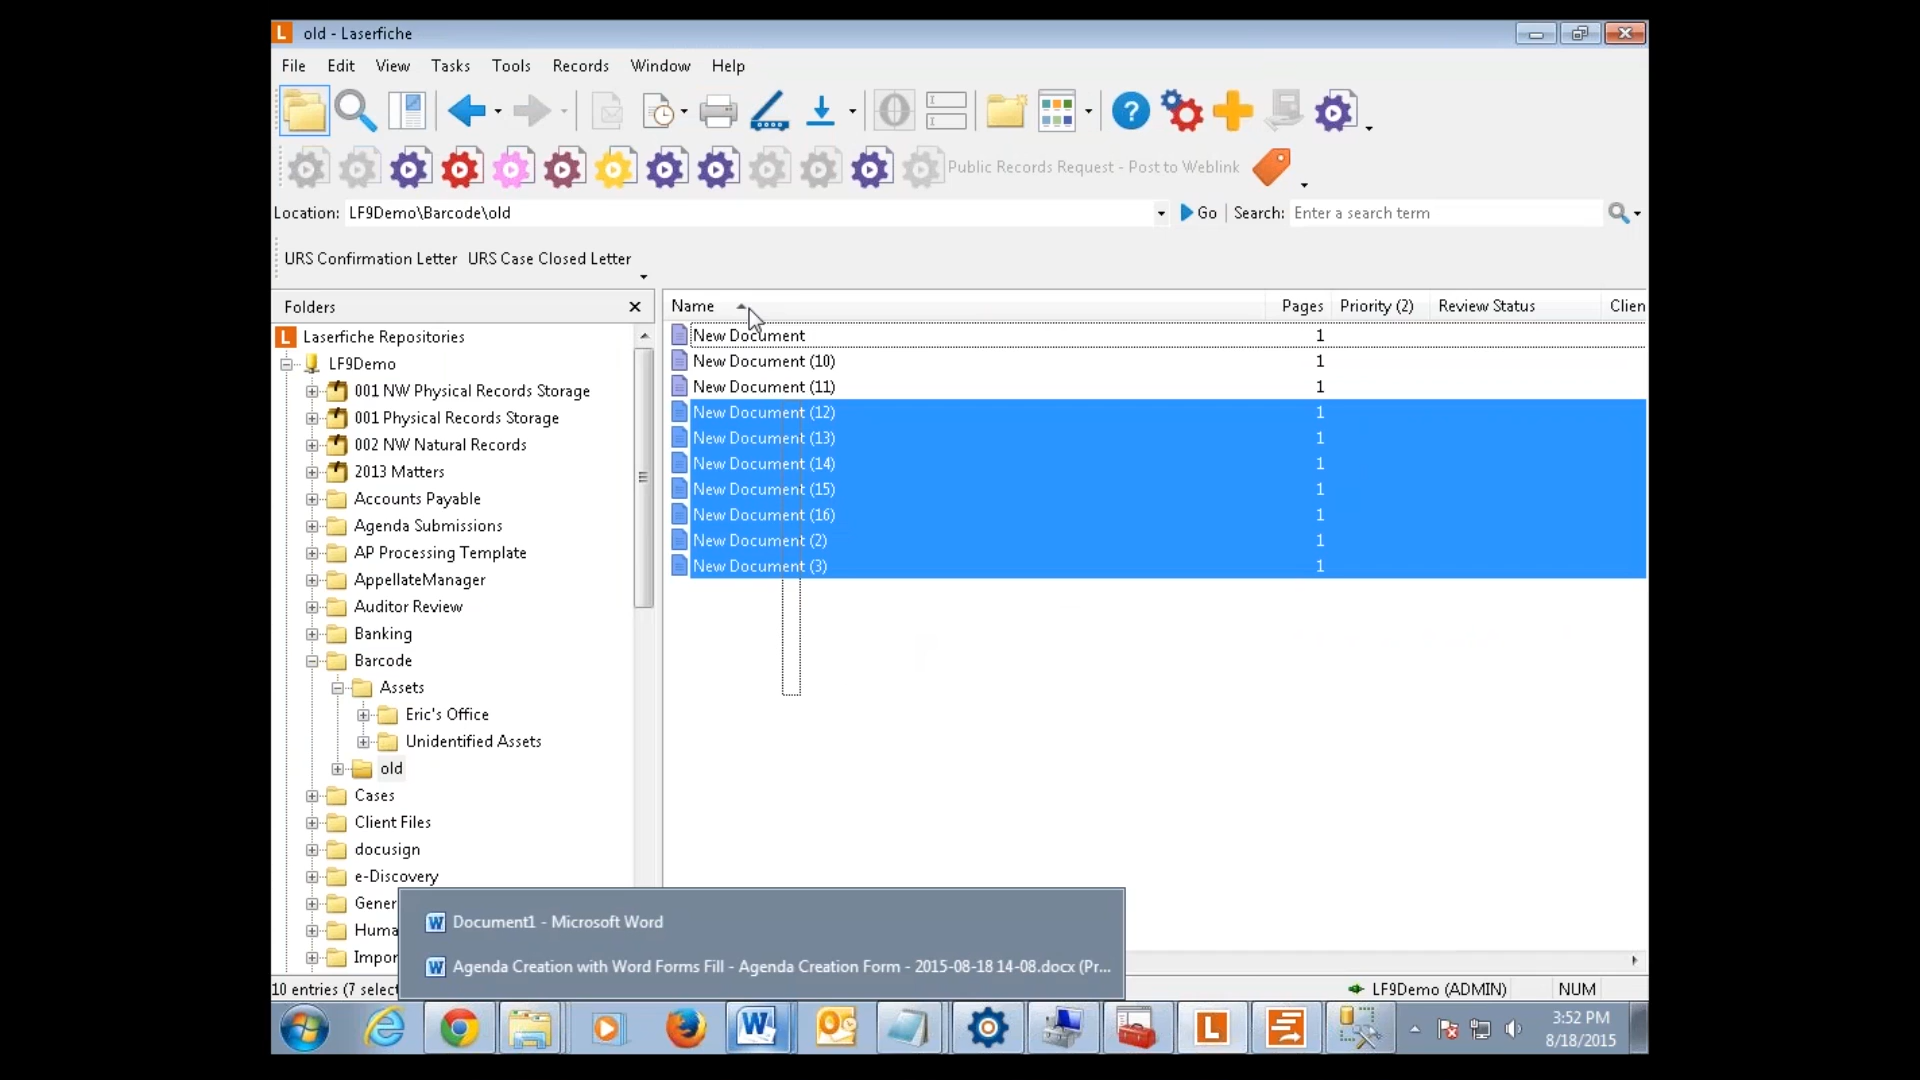 old - Laserfiche
File Edit View Tasks Tools Records Window Help
Public Records Request - Post to Weblink
Location: LF9Demo\Barcode\old Go Search: Enter a search term
URS Confirmation Letter URS Case Closed Letter
Folders
Laserfiche Repositories
LF9Demo
001 NW Physical Records Storage
001 Physical Records Storage
002 NW Natural Records
2013 Matters
Accounts Payable
Agenda Submissions
AP Processing Template
AppellateManager
Auditor Review
Banking
Barcode
Assets
Eric's Office
Unidentified Assets
old
Cases
Client Files
docusign
e-Discovery
Gener
Huma
Impor
Name Pages Priority (2) Review Status Clien
New Document 1
New Document (10) 1
New Document (11) 1
New Document (12) 1
New Document (13) 1
New Document (14) 1
New Document (15) 1
New Document (16) 1
New Document (2) 1
New Document (3) 1
Document1 - Microsoft Word
Agenda Creation with Word Forms Fill - Agenda Creation Form - 2015-08-18 14-08.docx (Pr...
10 entries (7 select LF9Demo (ADMIN) NUM
3:52 PM
8/18/2015